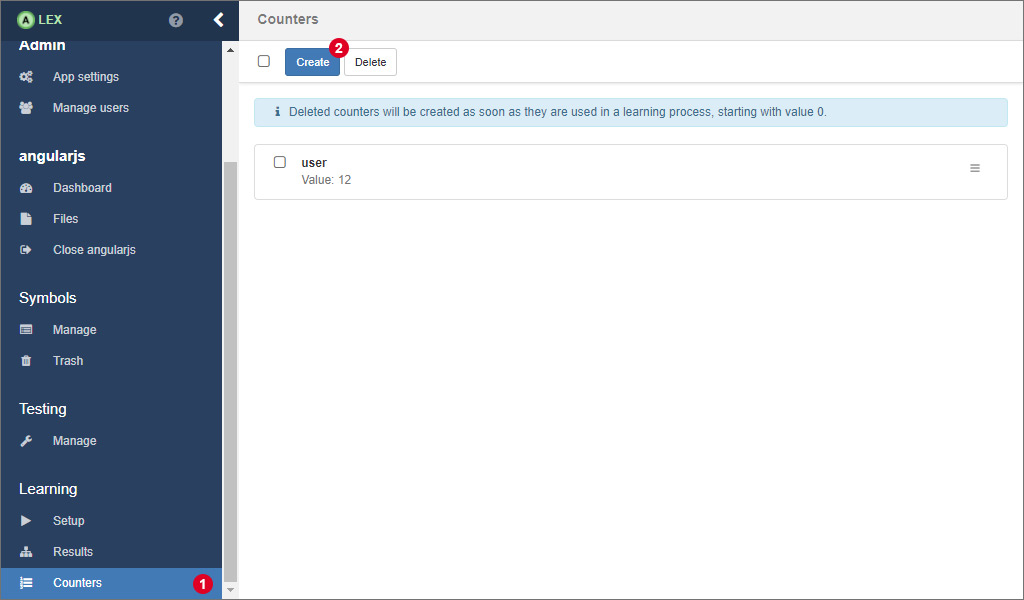 A LEX
Admin
App settings
Manage users
angularjs
Dashboard
Files
Close angularjs
Symbols
Manage
Trash
Testing
Manage
Learning
Setup
Results
Counters 1
Counters
Create 2 Delete
Deleted counters will be created as soon as they are used in a learning process, starting with value 0.
user
Value: 12